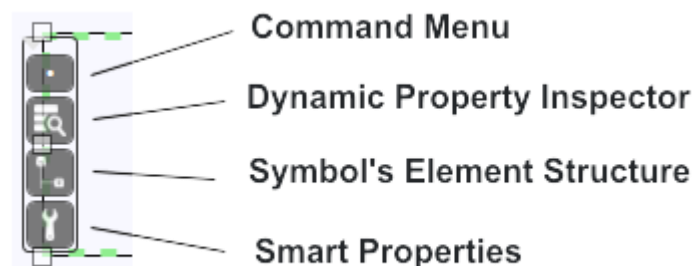 Command Menu
Dynamic Property Inspector
Symbol's Element Structure
Smart Properties